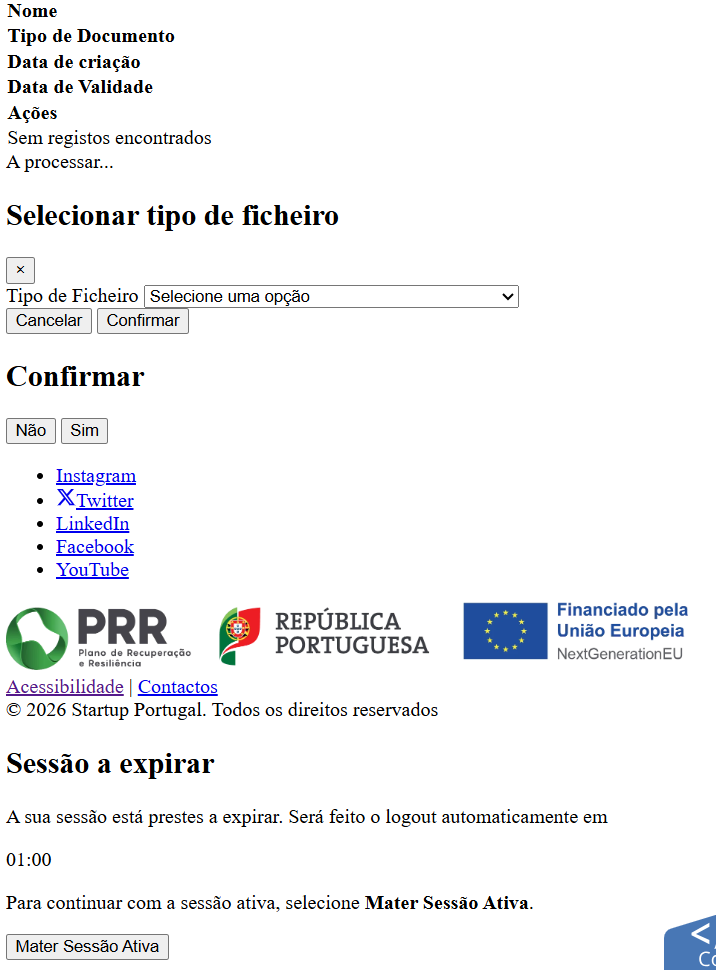 Nome
Tipo de Documento
Data de criação
Data de Validade
Ações
Sem registos encontrados
A processar...
Selecionar tipo de ficheiro
×
Tipo de Ficheiro Selecione uma opção
Cancelar Confirmar
Confirmar
Não Sim
Instagram
Twitter
LinkedIn
Facebook
YouTube
PRR
Plano de Recuperação
e Resiliência
REPÚBLICA
PORTUGUESA
Financiado pela
União Europeia
NextGenerationEU
Acessibilidade | Contactos
© 2026 Startup Portugal. Todos os direitos reservados
Sessão a expirar
A sua sessão está prestes a expirar. Será feito o logout automaticamente em
01:00
Para continuar com a sessão ativa, selecione Mater Sessão Ativa.
Mater Sessão Ativa